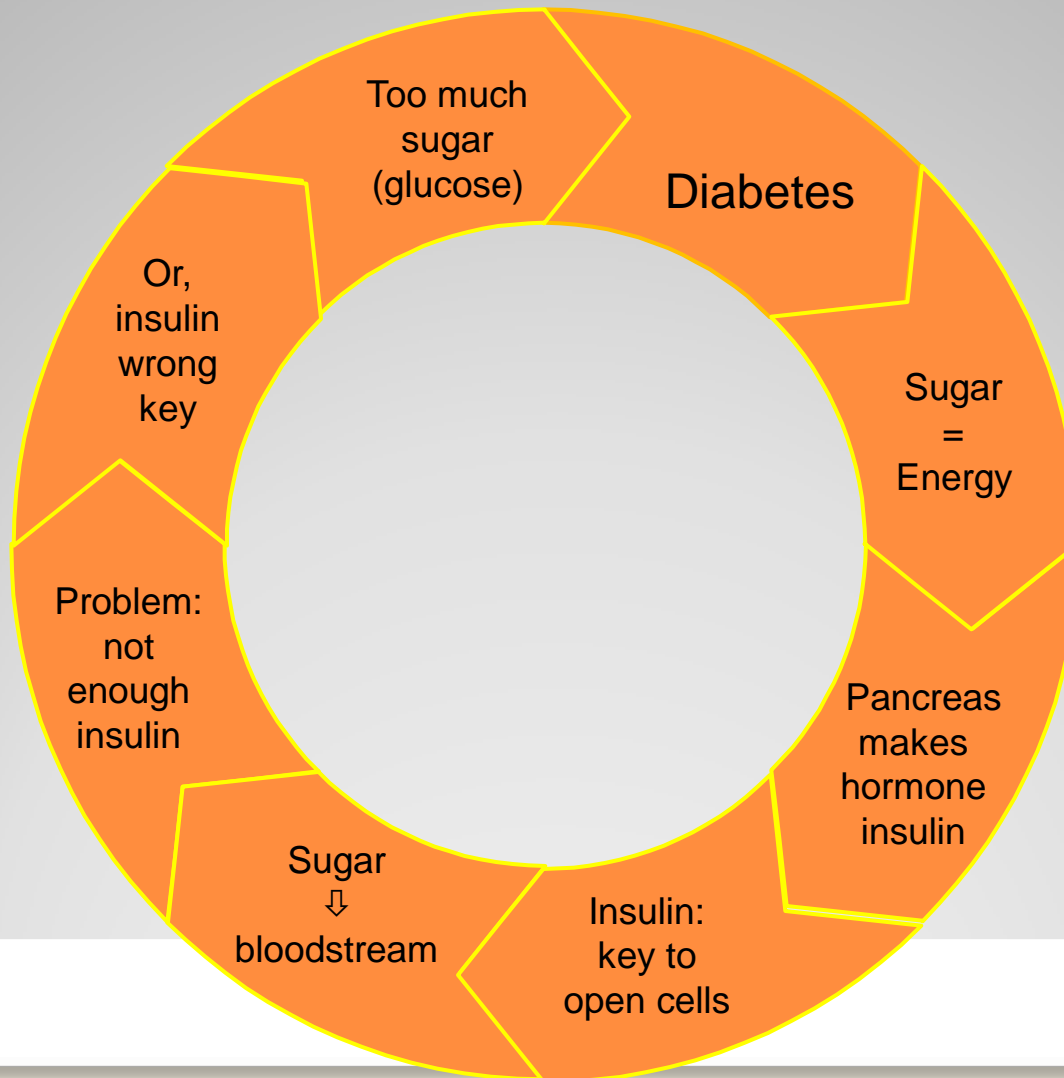 Diabetes
Sugar
=
Energy
Pancreas
makes
hormone
insulin
Insulin:
key to
open cells
Sugar
⇩
bloodstream
Problem:
not
enough
insulin
Or,
insulin
wrong
key
Too much
sugar
(glucose)